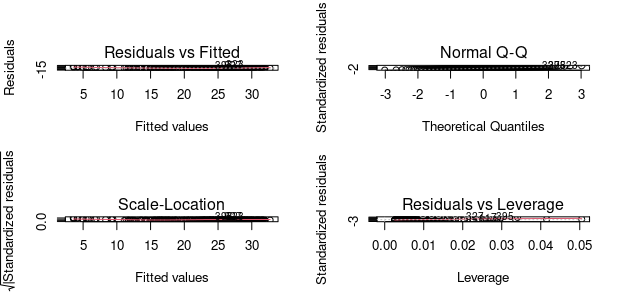 Residuals vs Fitted
Residuals
-15
5 10 15 20 25 30
Fitted values
Normal Q-Q
Standardized residuals
-2
-3 -2 -1 0 1 2 3
Theoretical Quantiles
Scale-Location
√|Standardized residuals
0.0
5 10 15 20 25 30
Fitted values
Residuals vs Leverage
Standardized residuals
-3
327 395
0.00 0.01 0.02 0.03 0.04 0.05
Leverage